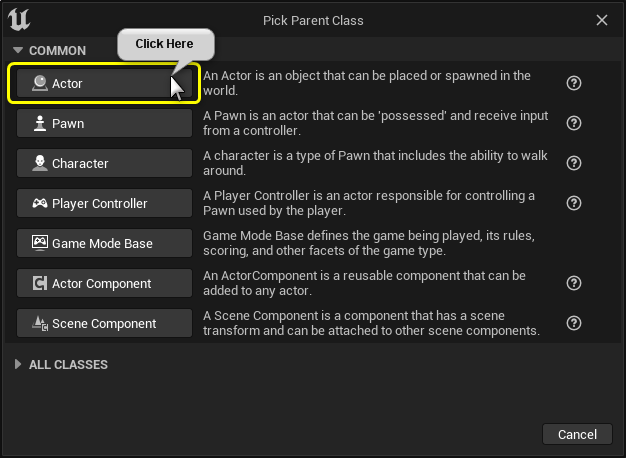 Pick Parent Class
Click Here
COMMON
Actor
An Actor is an object that can be placed or spawned in the
world.
Pawn
A Pawn is an actor that can be 'possessed' and receive input
from a controller.
Character
A character is a type of Pawn that includes the ability to walk
around.
Player Controller
A Player Controller is an actor responsible for controlling a
Pawn used by the player.
Game Mode Base
Game Mode Base defines the game being played, its rules,
scoring, and other facets of the game type.
Actor Component
An ActorComponent is a reusable component that can be
added to any actor.
Scene Component
A Scene Component is a component that has a scene
transform and can be attached to other scene components.
ALL CLASSES
Cancel